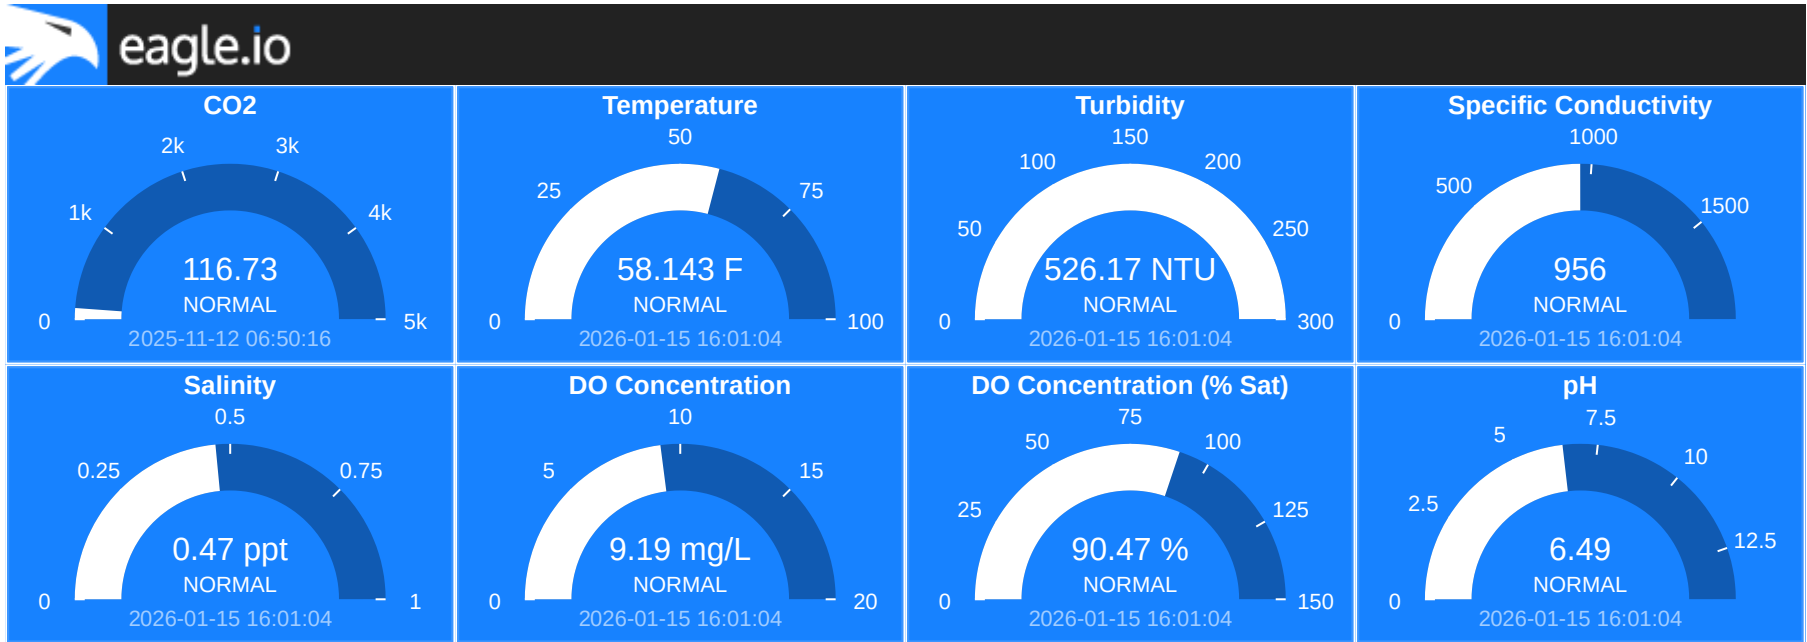 eagle.io
CO2
0
1k
2k
3k
4k
5k
116.73
NORMAL
2025-11-12 06:50:16
Temperature
0
25
50
75
100
58.143 F
NORMAL
2026-01-15 16:01:04
Turbidity
0
50
100
150
200
250
300
526.17 NTU
NORMAL
2026-01-15 16:01:04
Specific Conductivity
0
500
1000
1500
956
NORMAL
2026-01-15 16:01:04
Salinity
0
0.25
0.5
0.75
1
0.47 ppt
NORMAL
2026-01-15 16:01:04
DO Concentration
0
5
10
15
20
9.19 mg/L
NORMAL
2026-01-15 16:01:04
DO Concentration (% Sat)
0
25
50
75
100
125
150
90.47 %
NORMAL
2026-01-15 16:01:04
pH
0
2.5
5
7.5
10
12.5
6.49
NORMAL
2026-01-15 16:01:04